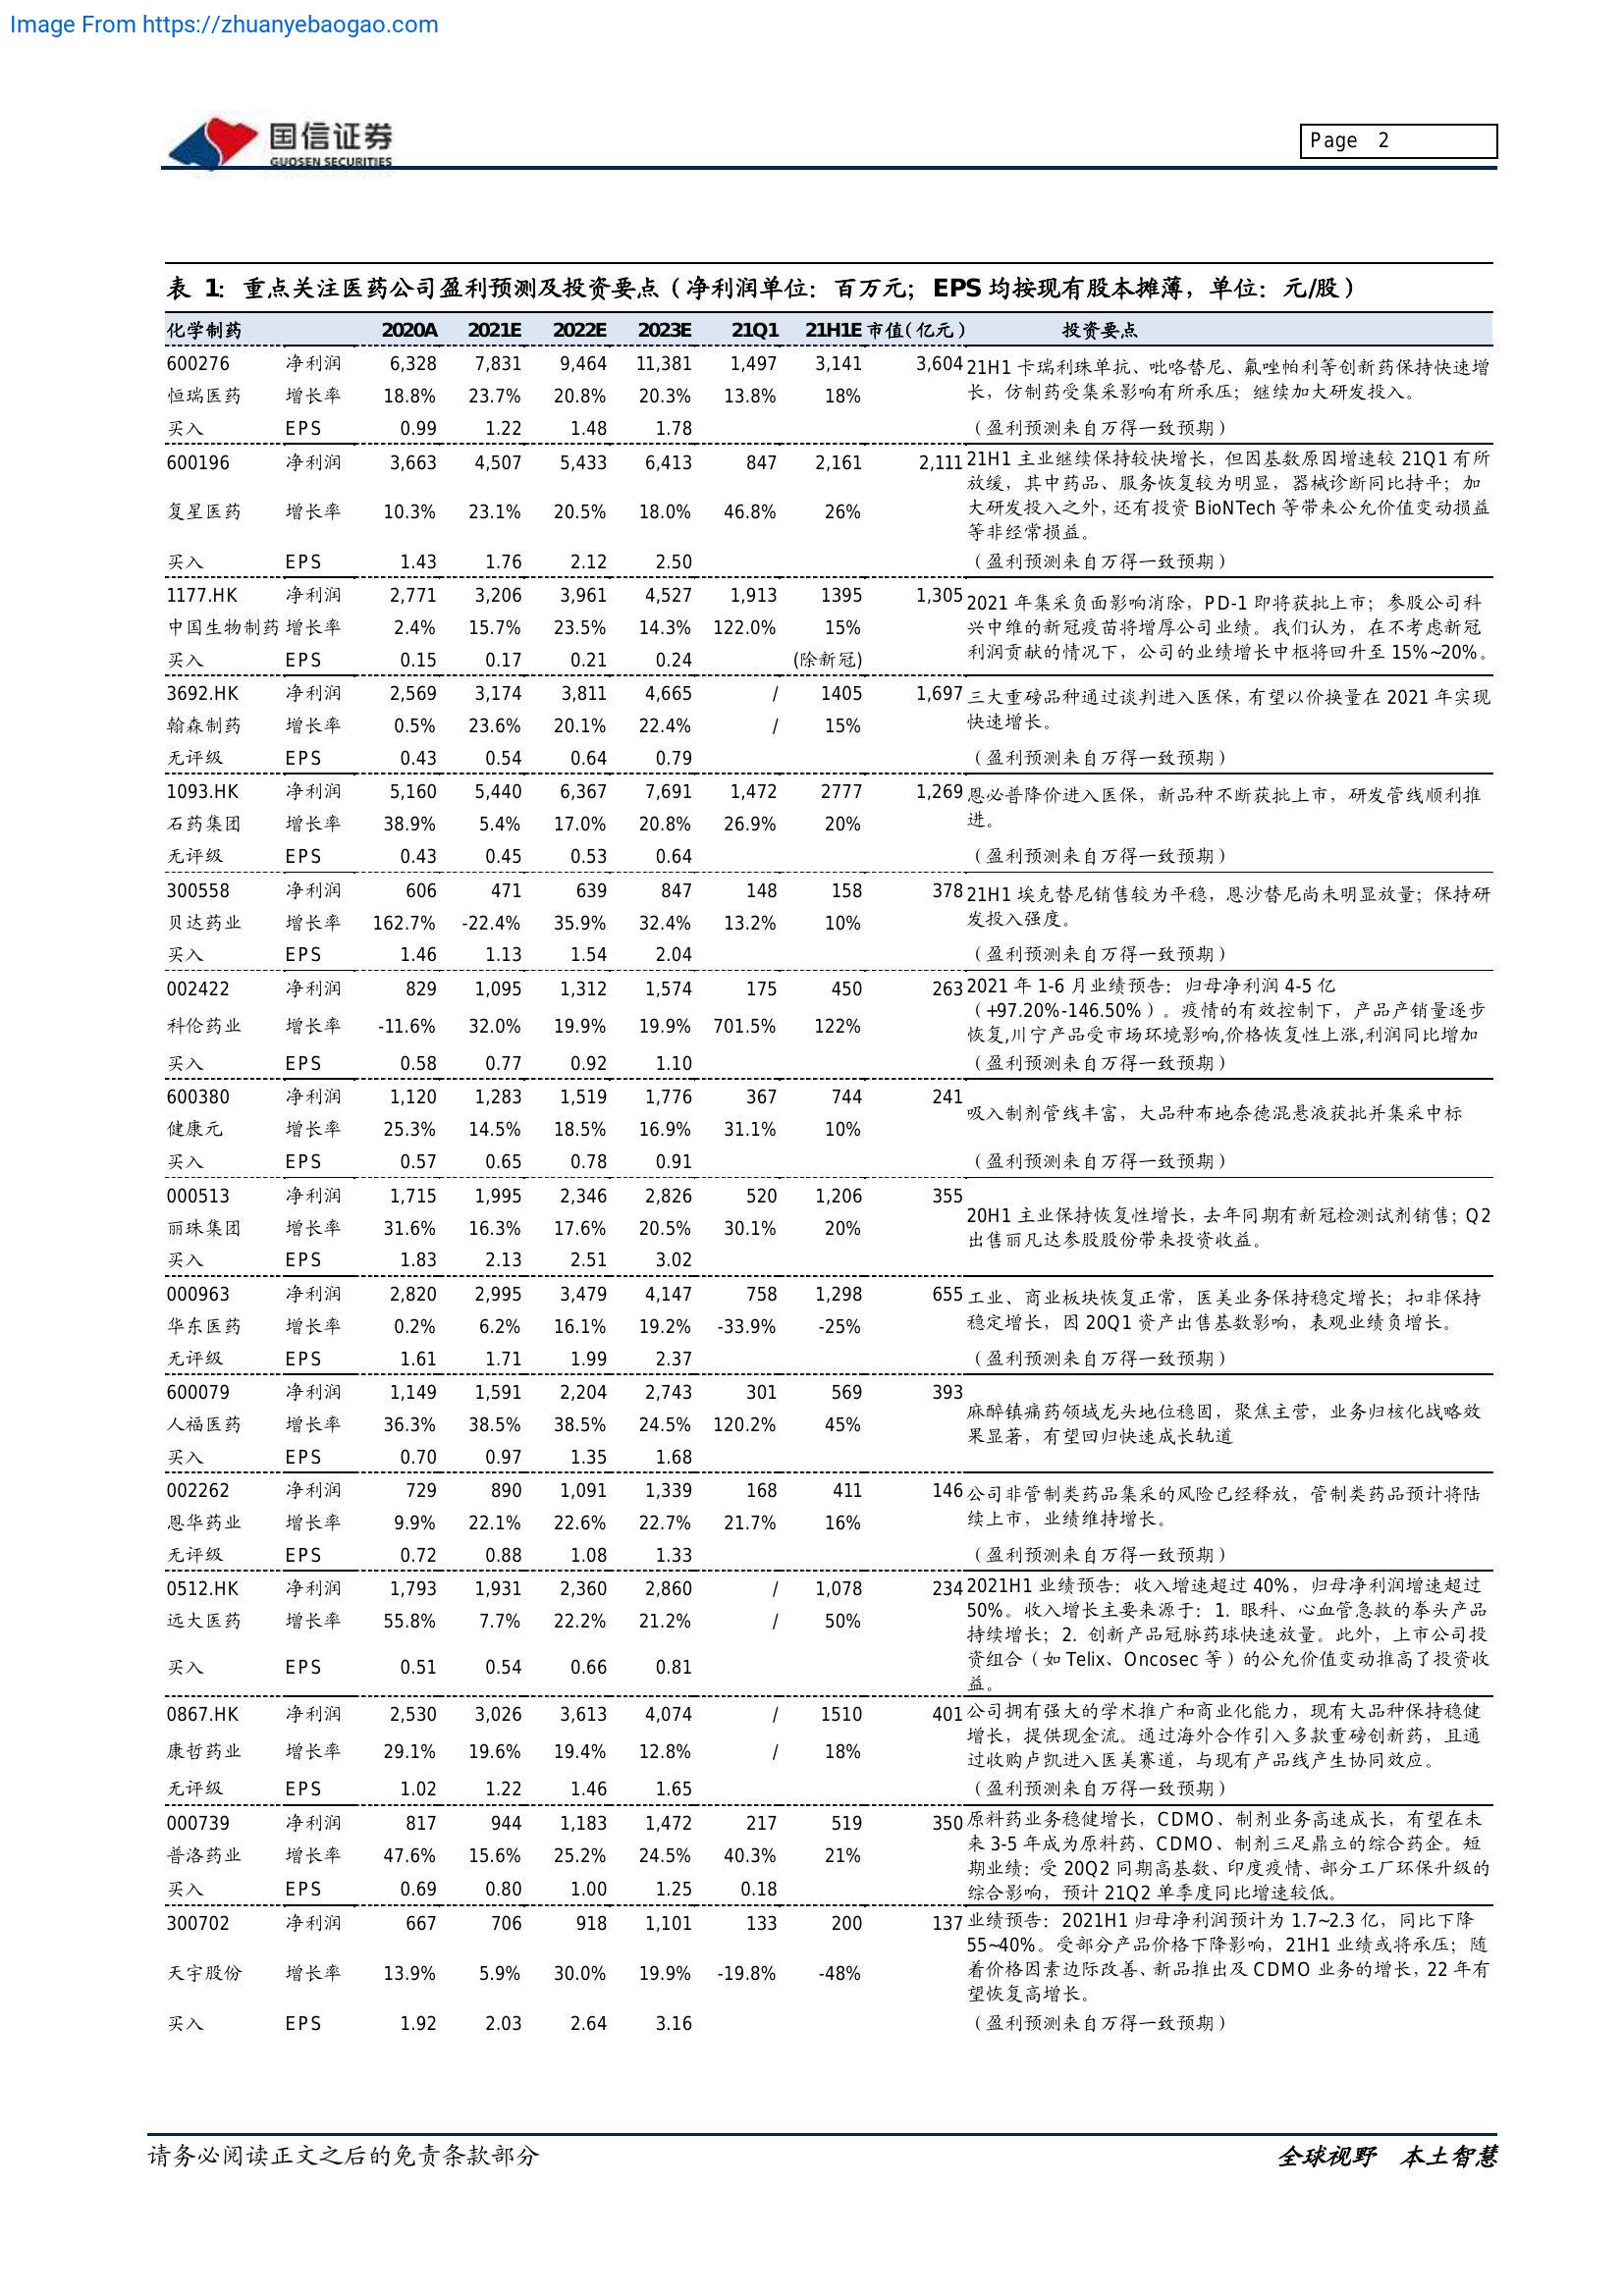 Image From https://zhuanyebaogao.com
国信证券
GUOSEN SECURITIES
Page 2
表 1：重点关注医药公司盈利预测及投资要点（净利润单位：百万元；EPS 均按现有股本摊薄，单位：元/股）
化学制药 2020A 2021E 2022E 2023E 21Q1 21H1E 市值(亿元) 投资要点
600276 净利润 6,328 7,831 9,464 11,381 1,497 3,141 3,604 21H1 卡瑞利珠单抗、吡咯替尼、氟唑帕利等创新药保持快速增
恒瑞医药 增长率 18.8% 23.7% 20.8% 20.3% 13.8% 18% 长，仿制药受集采影响有所承压；继续加大研发投入。
买入 EPS 0.99 1.22 1.48 1.78 （盈利预测来自万得一致预期）
600196 净利润 3,663 4,507 5,433 6,413 847 2,161 2,111 21H1 主业继续保持较快增长，但因基数原因增速较 21Q1 有所
放缓，其中药品、服务恢复较为明显，器械诊断同比持平；加
复星医药 增长率 10.3% 23.1% 20.5% 18.0% 46.8% 26% 大研发投入之外，还有投资 BioNTech 等带来公允价值变动损益
等非经常损益。
买入 EPS 1.43 1.76 2.12 2.50 （盈利预测来自万得一致预期）
1177.HK 净利润 2,771 3,206 3,961 4,527 1,913 1395 1,305 2021 年集采负面影响消除，PD-1 即将获批上市；参股公司科
中国生物制药 增长率 2.4% 15.7% 23.5% 14.3% 122.0% 15% 兴中维的新冠疫苗将增厚公司业绩。我们认为，在不考虑新冠
买入 EPS 0.15 0.17 0.21 0.24 (除新冠) 利润贡献的情况下，公司的业绩增长中枢将回升至 15%~20%。
3692.HK 净利润 2,569 3,174 3,811 4,665 / 1405 1,697 三大重磅品种通过谈判进入医保，有望以价换量在 2021 年实现
翰森制药 增长率 0.5% 23.6% 20.1% 22.4% / 15% 快速增长。
无评级 EPS 0.43 0.54 0.64 0.79 （盈利预测来自万得一致预期）
1093.HK 净利润 5,160 5,440 6,367 7,691 1,472 2777 1,269 恩必普降价进入医保，新品种不断获批上市，研发管线顺利推
石药集团 增长率 38.9% 5.4% 17.0% 20.8% 26.9% 20% 进。
无评级 EPS 0.43 0.45 0.53 0.64 （盈利预测来自万得一致预期）
300558 净利润 606 471 639 847 148 158 378 21H1 埃克替尼销售较为平稳，恩沙替尼尚未明显放量；保持研
贝达药业 增长率 162.7% -22.4% 35.9% 32.4% 13.2% 10% 发投入强度。
买入 EPS 1.46 1.13 1.54 2.04 （盈利预测来自万得一致预期）
002422 净利润 829 1,095 1,312 1,574 175 450 263 2021 年 1-6 月业绩预告：归母净利润 4-5 亿
（+97.20%-146.50%）。疫情的有效控制下，产品产销量逐步
科伦药业 增长率 -11.6% 32.0% 19.9% 19.9% 701.5% 122% 恢复,川宁产品受市场环境影响,价格恢复性上涨,利润同比增加
买入 EPS 0.58 0.77 0.92 1.10 （盈利预测来自万得一致预期）
600380 净利润 1,120 1,283 1,519 1,776 367 744 241 吸入制剂管线丰富，大品种布地奈德混悬液获批并集采中标
健康元 增长率 25.3% 14.5% 18.5% 16.9% 31.1% 10%
买入 EPS 0.57 0.65 0.78 0.91 （盈利预测来自万得一致预期）
000513 净利润 1,715 1,995 2,346 2,826 520 1,206 355
丽珠集团 增长率 31.6% 16.3% 17.6% 20.5% 30.1% 20% 20H1 主业保持恢复性增长，去年同期有新冠检测试剂销售；Q2
出售丽凡达参股股份带来投资收益。
买入 EPS 1.83 2.13 2.51 3.02
000963 净利润 2,820 2,995 3,479 4,147 758 1,298 655 工业、商业板块恢复正常，医美业务保持稳定增长；扣非保持
华东医药 增长率 0.2% 6.2% 16.1% 19.2% -33.9% -25% 稳定增长，因 20Q1 资产出售基数影响，表观业绩负增长。
无评级 EPS 1.61 1.71 1.99 2.37 （盈利预测来自万得一致预期）
600079 净利润 1,149 1,591 2,204 2,743 301 569 393
人福医药 增长率 36.3% 38.5% 38.5% 24.5% 120.2% 45% 麻醉镇痛药领域龙头地位稳固，聚焦主营，业务归核化战略效
果显著，有望回归快速成长轨道
买入 EPS 0.70 0.97 1.35 1.68
002262 净利润 729 890 1,091 1,339 168 411 146 公司非管制类药品集采的风险已经释放，管制类药品预计将陆
恩华药业 增长率 9.9% 22.1% 22.6% 22.7% 21.7% 16% 续上市，业绩维持增长。
无评级 EPS 0.72 0.88 1.08 1.33 （盈利预测来自万得一致预期）
0512.HK 净利润 1,793 1,931 2,360 2,860 / 1,078 234 2021H1 业绩预告：收入增速超过 40%，归母净利润增速超过
远大医药 增长率 55.8% 7.7% 22.2% 21.2% / 50% 50%。收入增长主要来源于：1. 眼科、心血管急救的拳头产品
持续增长；2. 创新产品冠脉药球快速放量。此外，上市公司投
买入 EPS 0.51 0.54 0.66 0.81 资组合（如 Telix、Oncosec 等）的公允价值变动推高了投资收
益。
0867.HK 净利润 2,530 3,026 3,613 4,074 / 1510 401 公司拥有强大的学术推广和商业化能力，现有大品种保持稳健
增长，提供现金流。通过海外合作引入多款重磅创新药，且通
康哲药业 增长率 29.1% 19.6% 19.4% 12.8% / 18% 过收购卢凯进入医美赛道，与现有产品线产生协同效应。
无评级 EPS 1.02 1.22 1.46 1.65 （盈利预测来自万得一致预期）
000739 净利润 817 944 1,183 1,472 217 519 350 原料药业务稳健增长，CDMO、制剂业务高速成长，有望在未
来 3-5 年成为原料药、CDMO、制剂三足鼎立的综合药企。短
普洛药业 增长率 47.6% 15.6% 25.2% 24.5% 40.3% 21% 期业绩：受 20Q2 同期高基数、印度疫情、部分工厂环保升级的
买入 EPS 0.69 0.80 1.00 1.25 0.18 综合影响，预计 21Q2 单季度同比增速较低。
300702 净利润 667 706 918 1,101 133 200 137 业绩预告：2021H1 归母净利润预计为 1.7~2.3 亿，同比下降
55~40%。受部分产品价格下降影响，21H1 业绩或将承压；随
天宇股份 增长率 13.9% 5.9% 30.0% 19.9% -19.8% -48% 着价格因素边际改善、新品推出及 CDMO 业务的增长，22 年有
望恢复高增长。
买入 EPS 1.92 2.03 2.64 3.16 （盈利预测来自万得一致预期）
请务必阅读正文之后的免责条款部分 全球视野 本土智慧